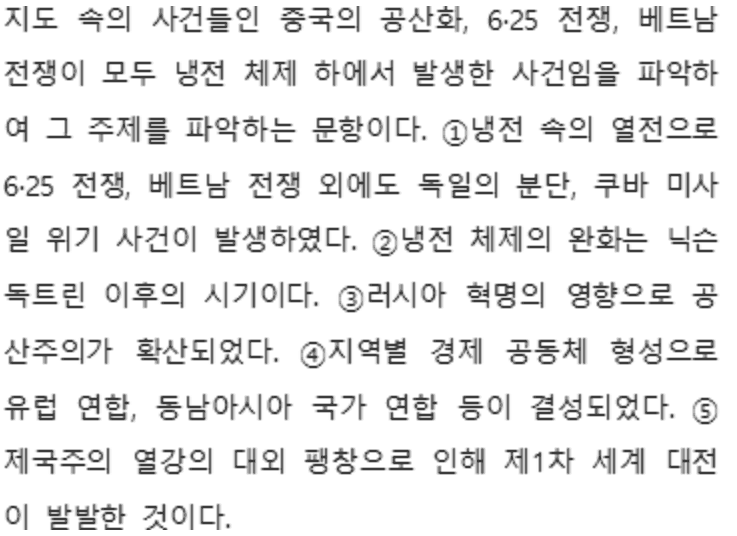 지도 속의 사건들인 중국의 공산화, 6·25 전쟁, 베트남
전쟁이 모두 냉전 체제 하에서 발생한 사건임을 파악하
여 그 주제를 파악하는 문항이다. ①냉전 속의 열전으로
6·25 전쟁, 베트남 전쟁 외에도 독일의 분단, 쿠바 미사
일 위기 사건이 발생하였다. ②냉전 체제의 완화는 닉슨
독트린 이후의 시기이다. ③러시아 혁명의 영향으로 공
산주의가 확산되었다. ④지역별 경제 공동체 형성으로
유럽 연합, 동남아시아 국가 연합 등이 결성되었다. ⑤
제국주의 열강의 대외 팽창으로 인해 제1차 세계 대전
이 발발한 것이다.